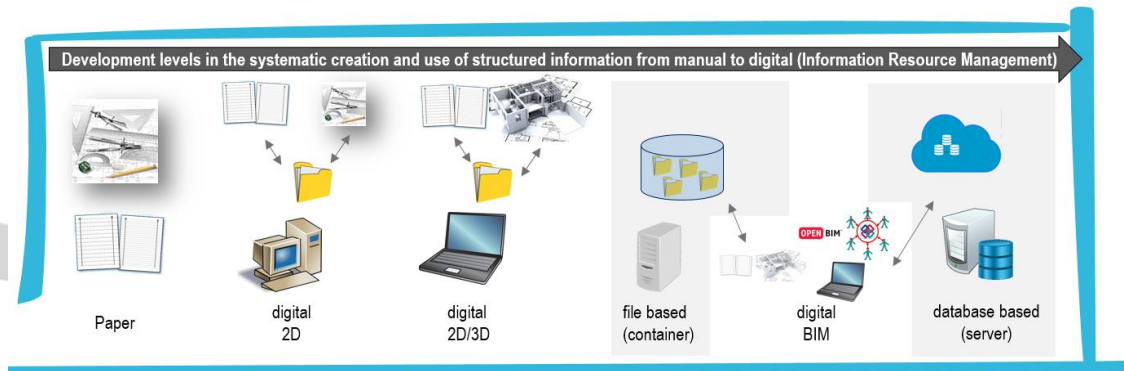 Development levels in the systematic creation and use of structured information from manual to digital (Information Resource Management)
OPEN BIM
Paper
digital
2D
digital
2D/3D
file based
(container)
digital
BIM
database based
(server)